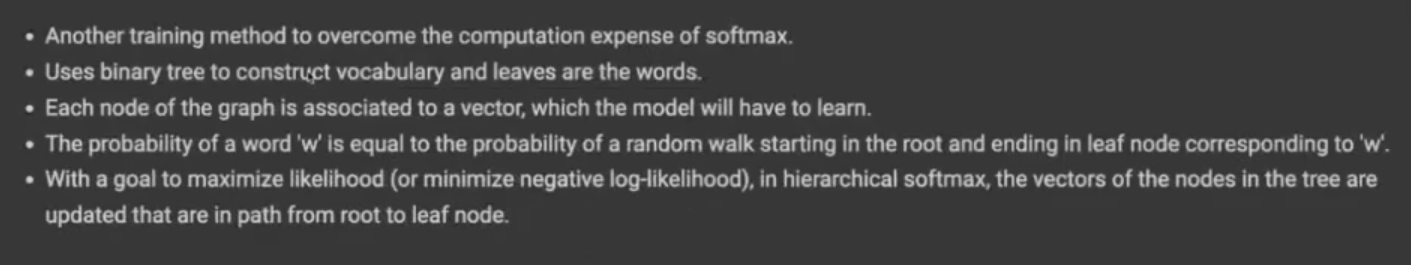 • Another training method to overcome the computation expense of softmax.
• Uses binary tree to construct vocabulary and leaves are the words.
• Each node of the graph is associated to a vector, which the model will have to learn.
• The probability of a word 'w' is equal to the probability of a random walk starting in the root and ending in leaf node corresponding to 'w'.
• With a goal to maximize likelihood (or minimize negative log-likelihood), in hierarchical softmax, the vectors of the nodes in the tree are
updated that are in path from root to leaf node.